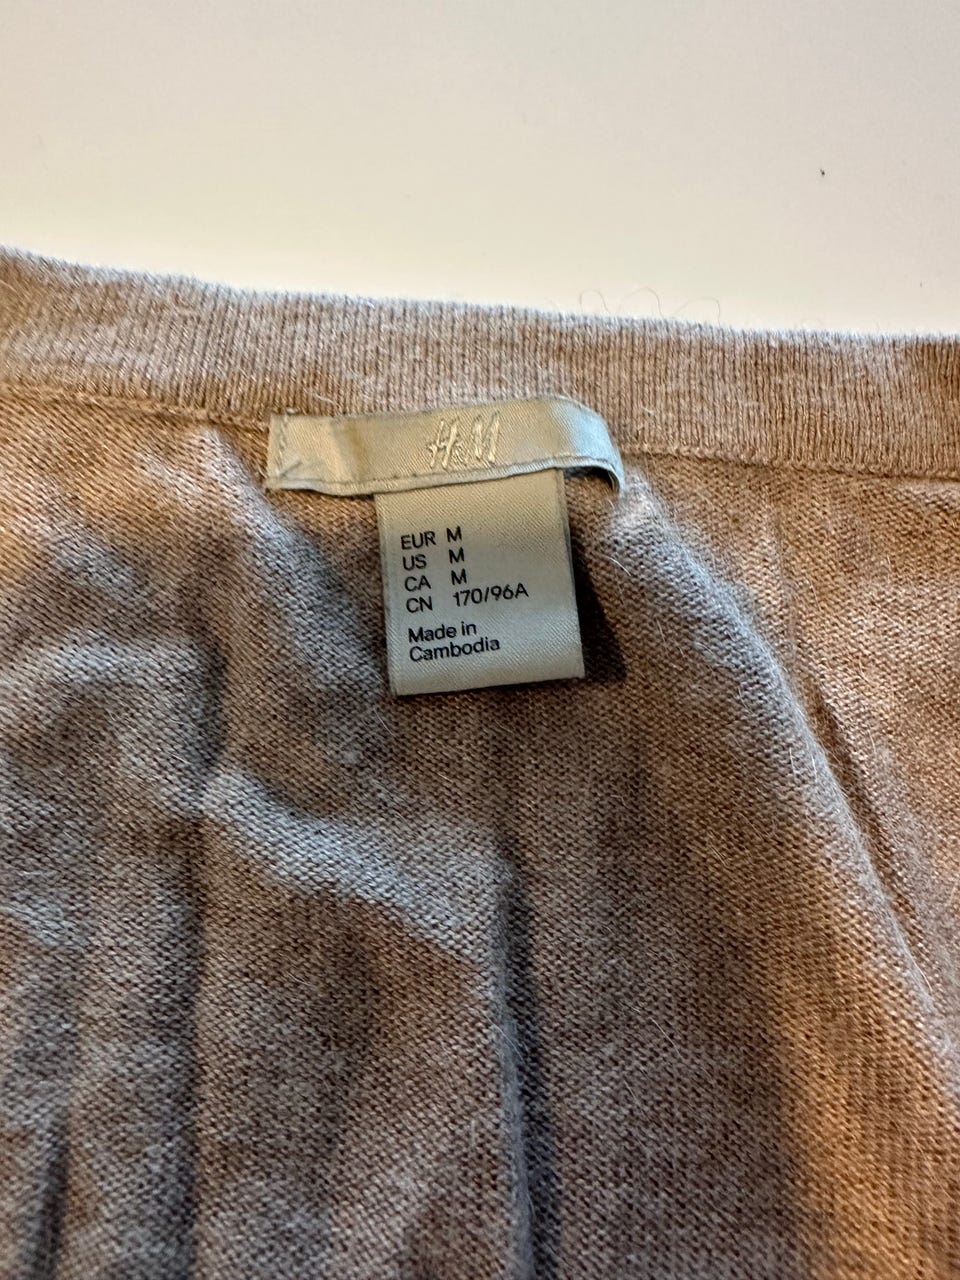 H&M
EUR M
US M
CA M
CN 170/96A
Made in
Cambodia